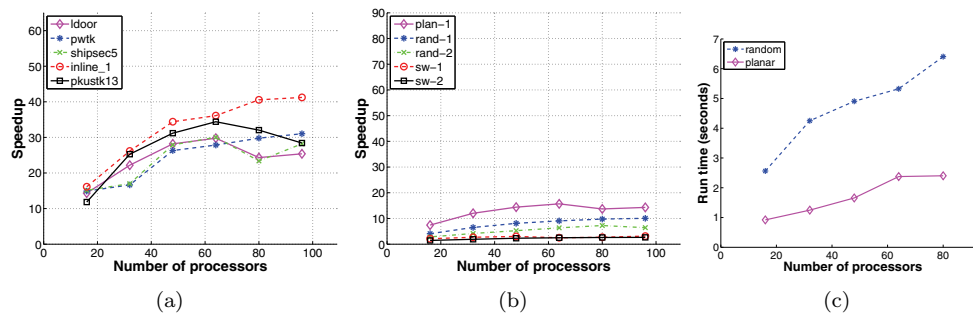 65
60
50
40
30
20
10
0
Speedup
ldoor
pwtk
shipsec5
inline_1
pkustk13
0 20 40 60 80 100
Number of processors
(a)
90
80
70
60
50
40
30
20
10
0
Speedup
plan-1
rand-1
rand-2
sw-1
sw-2
0 20 40 60 80 100
Number of processors
(b)
7
6
5
4
3
2
1
0
Run time (seconds)
random
planar
0 20 40 60 80
Number of processors
(c)